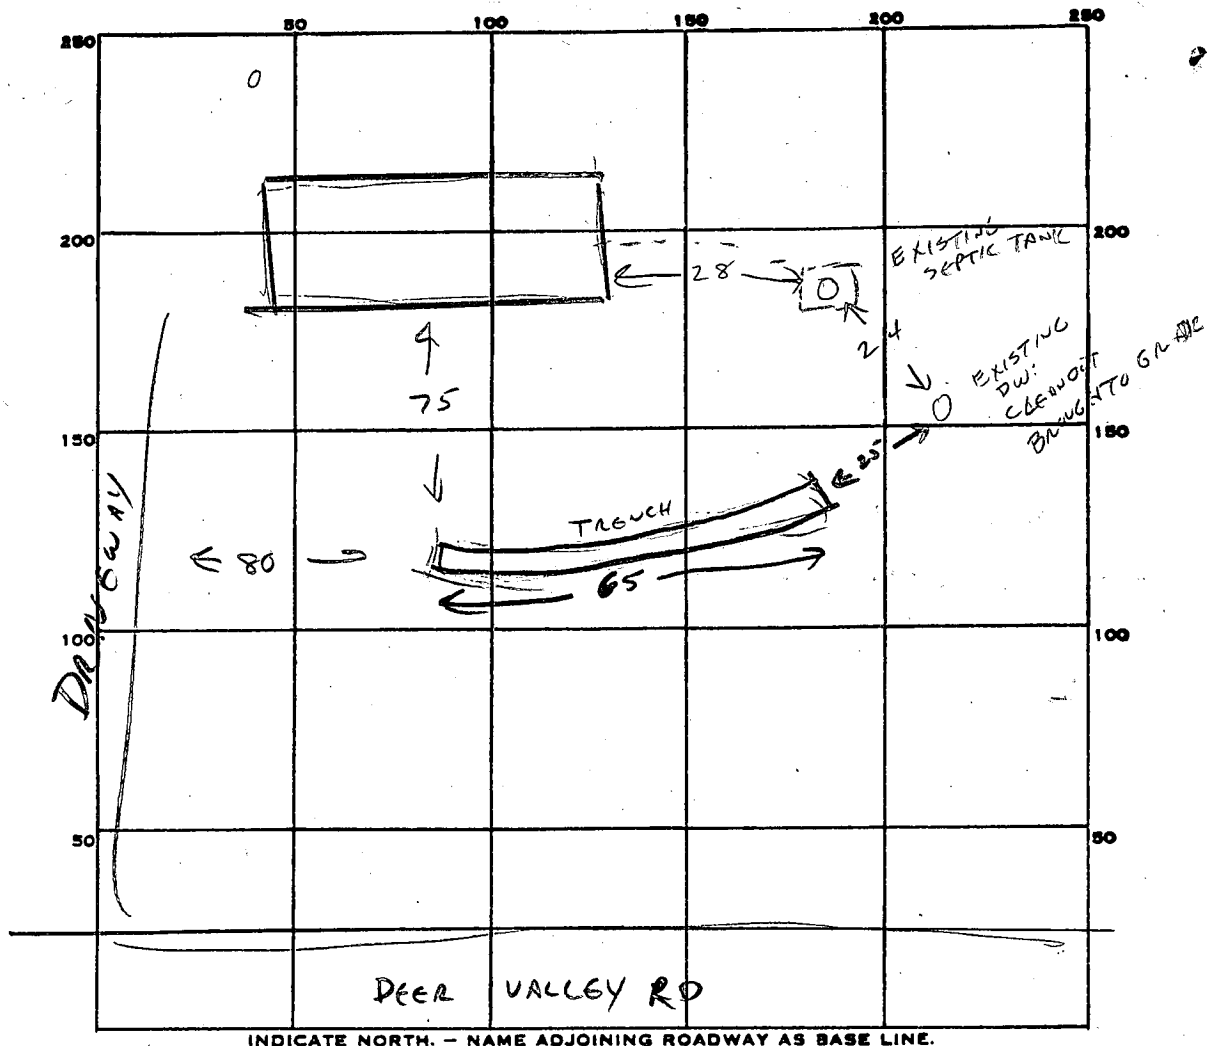 50 100 150 200 250
250
O
200 200
EXISTING
SEPTIC TANK
28
24
EXISTING
DW:
CLEANOUT
BROUGHT TO GRADE
75
150 150
25
TRENCH
80
65
DRIVEWAY
100 100
50 50
DEER VALLEY RD
INDICATE NORTH. — NAME ADJOINING ROADWAY AS BASE LINE.